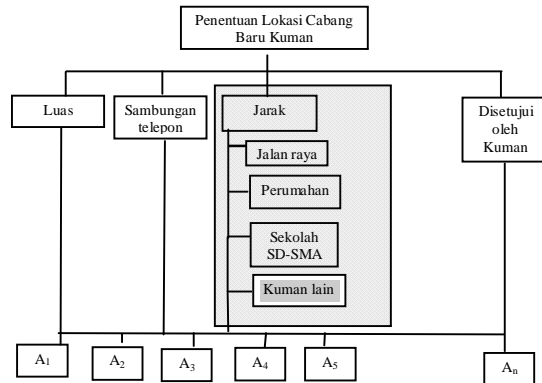 Penentuan Lokasi Cabang
Baru Kuman
Luas
Sambungan
telepon
Jarak
Disetujui
oleh
Kuman
Jalan raya
Perumahan
Sekolah
SD-SMA
Kuman lain
A1
A2
A3
A4
A5
An